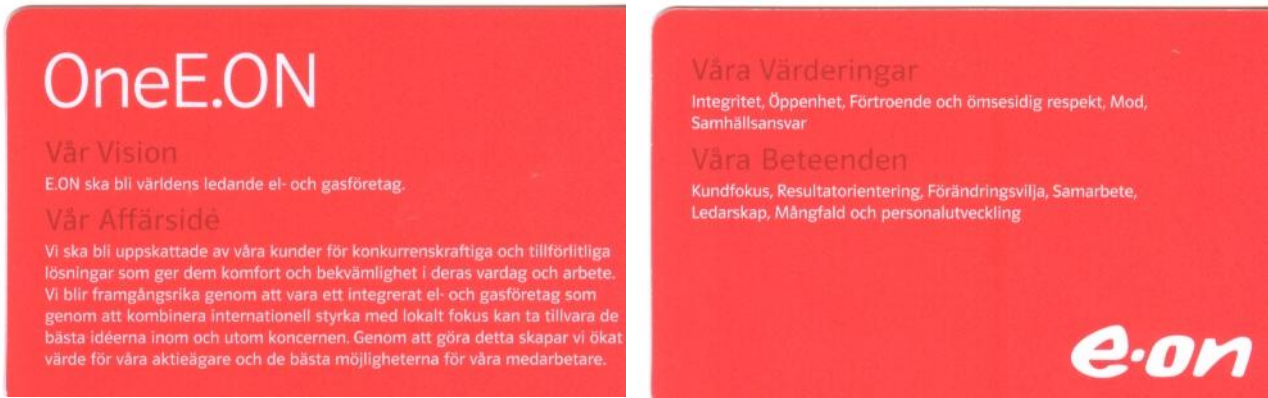 OneE.ON
Vår Vision
E.ON ska bli världens ledande el- och gasföretag.
Vår Affärsidé
Vi ska bli uppskattade av våra kunder för konkurrenskraftiga och tillförlitliga
lösningar som ger dem komfort och bekvämlighet i deras vardag och arbete.
Vi blir framgångsrika genom att vara ett integrerat el- och gasföretag som
genom att kombinera internationell styrka med lokalt fokus kan ta tillvara de
bästa idéerna inom och utom koncernen. Genom att göra detta skapar vi ökat
värde för våra aktieägare och de bästa möjligheterna för våra medarbetare.
Våra Värderingar
Integritet, Öppenhet, Förtroende och ömsesidig respekt, Mod,
Samhällsansvar
Våra Beteenden
Kundfokus, Resultatorientering, Förändringsvilja, Samarbete,
Ledarskap, Mångfald och personalutveckling
e·on